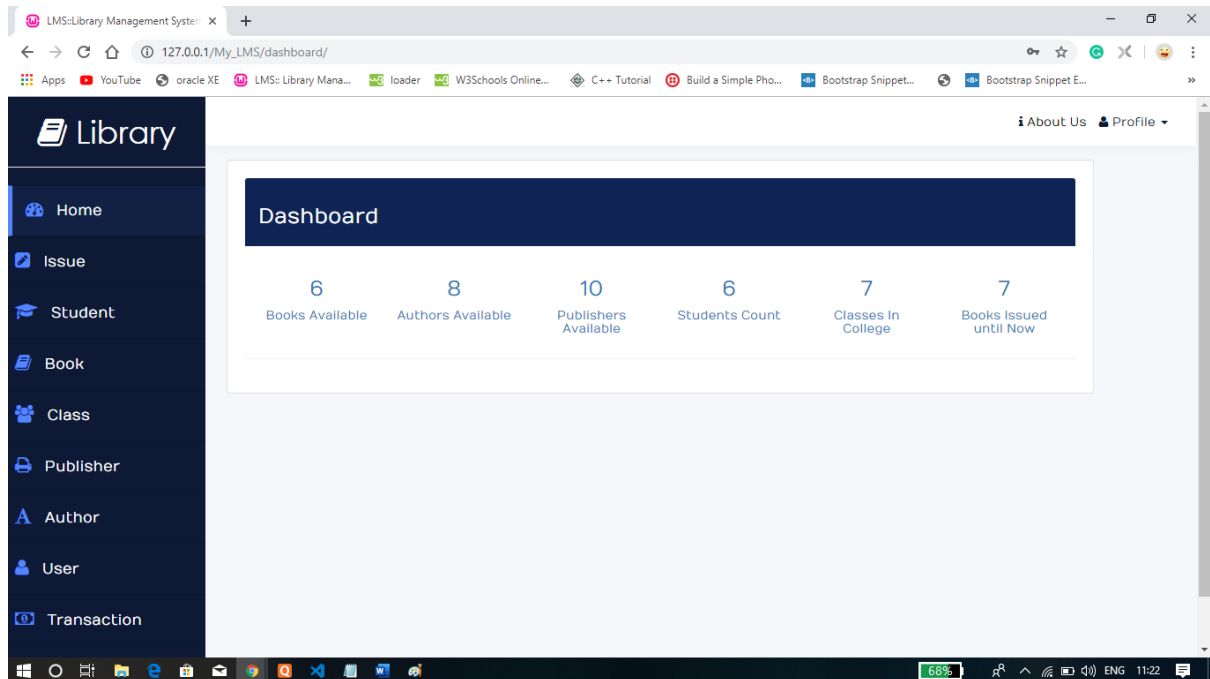 LMS::Library Management System
127.0.0.1/My_LMS/dashboard/
Apps YouTube oracle XE LMS:: Library Mana... loader W3Schools Online... C++ Tutorial Build a Simple Pho... Bootstrap Snippet... Bootstrap Snippet E... »
Library
About Us Profile
Home
Issue
Student
Book
Class
Publisher
Author
User
Transaction
Dashboard
6
Books Available
8
Authors Available
10
Publishers
Available
6
Students Count
7
Classes In
College
7
Books Issued
until Now
68% ENG 11:22